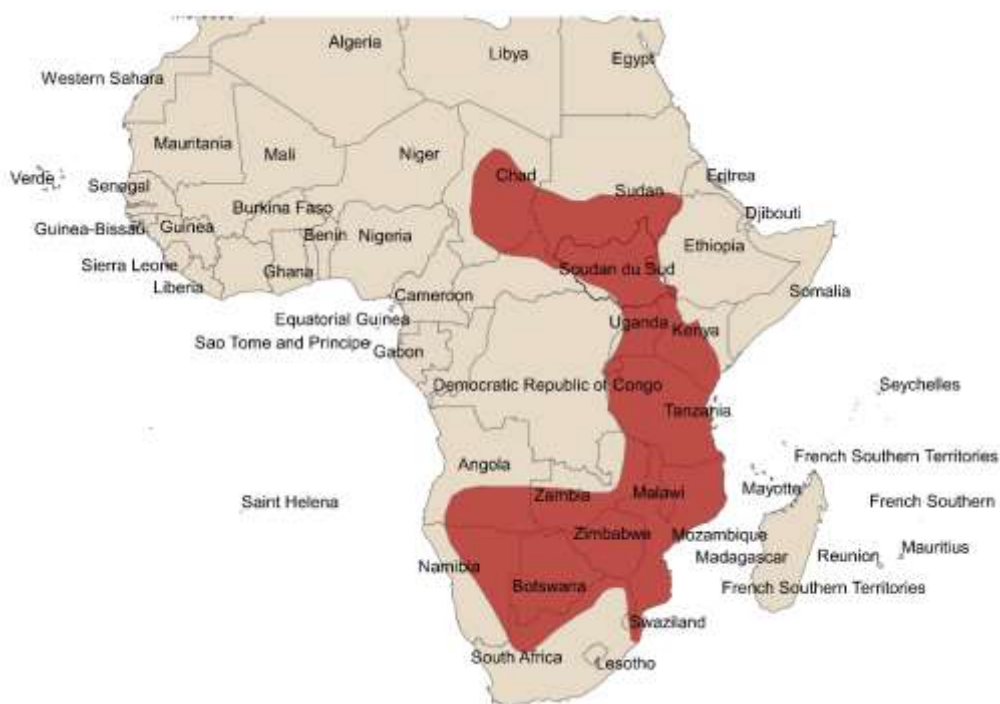 Algeria
Libya
Egypt
Western Sahara
Mauritania
Mali
Niger
Chad
Sudan
Eritrea
Verde
Senegal
Burkina Faso
Djibouti
Guinea-Bissau
Guinea
Benin
Nigeria
Ethiopia
Sierra Leone
Ghana
Soudan du Sud
Liberia
Cameroon
Somalia
Equatorial Guinea
Uganda
Kenya
Sao Tome and Principe
Gabon
Democratic Republic of Congo
Seychelles
Tanzania
Angola
French Southern Territories
Saint Helena
Zambia
Malawi
Mayotte
French Southern
Zimbabwe
Mozambique
Mauritius
Namibia
Madagascar
Reunion
Botswana
French Southern Territories
Swaziland
South Africa
Lesotho